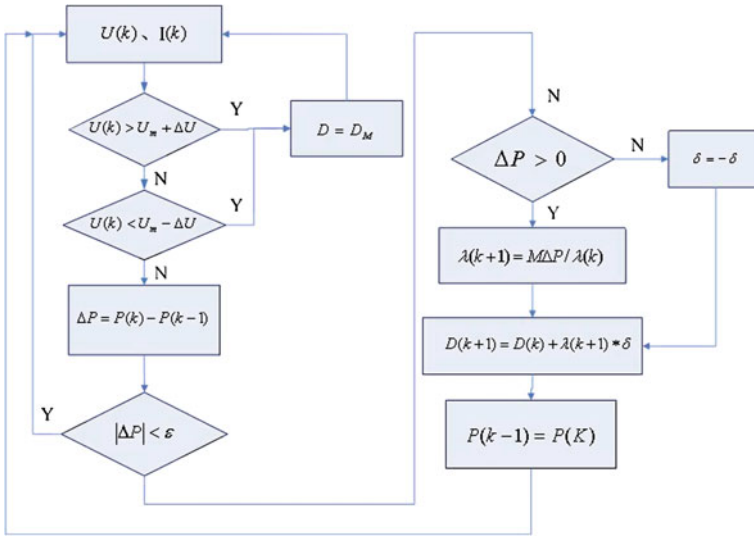 U(k)、I(k)
U(k)>U_m+ΔU
Y
D=D_M
N
U(k)<U_m−ΔU
Y
N
ΔP=P(k)−P(k−1)
Y
|ΔP|<ε
N
ΔP>0
N
δ=−δ
Y
λ(k+1)=MΔP/λ(k)
D(k+1)=D(k)+λ(k+1)*δ
P(k−1)=P(K)